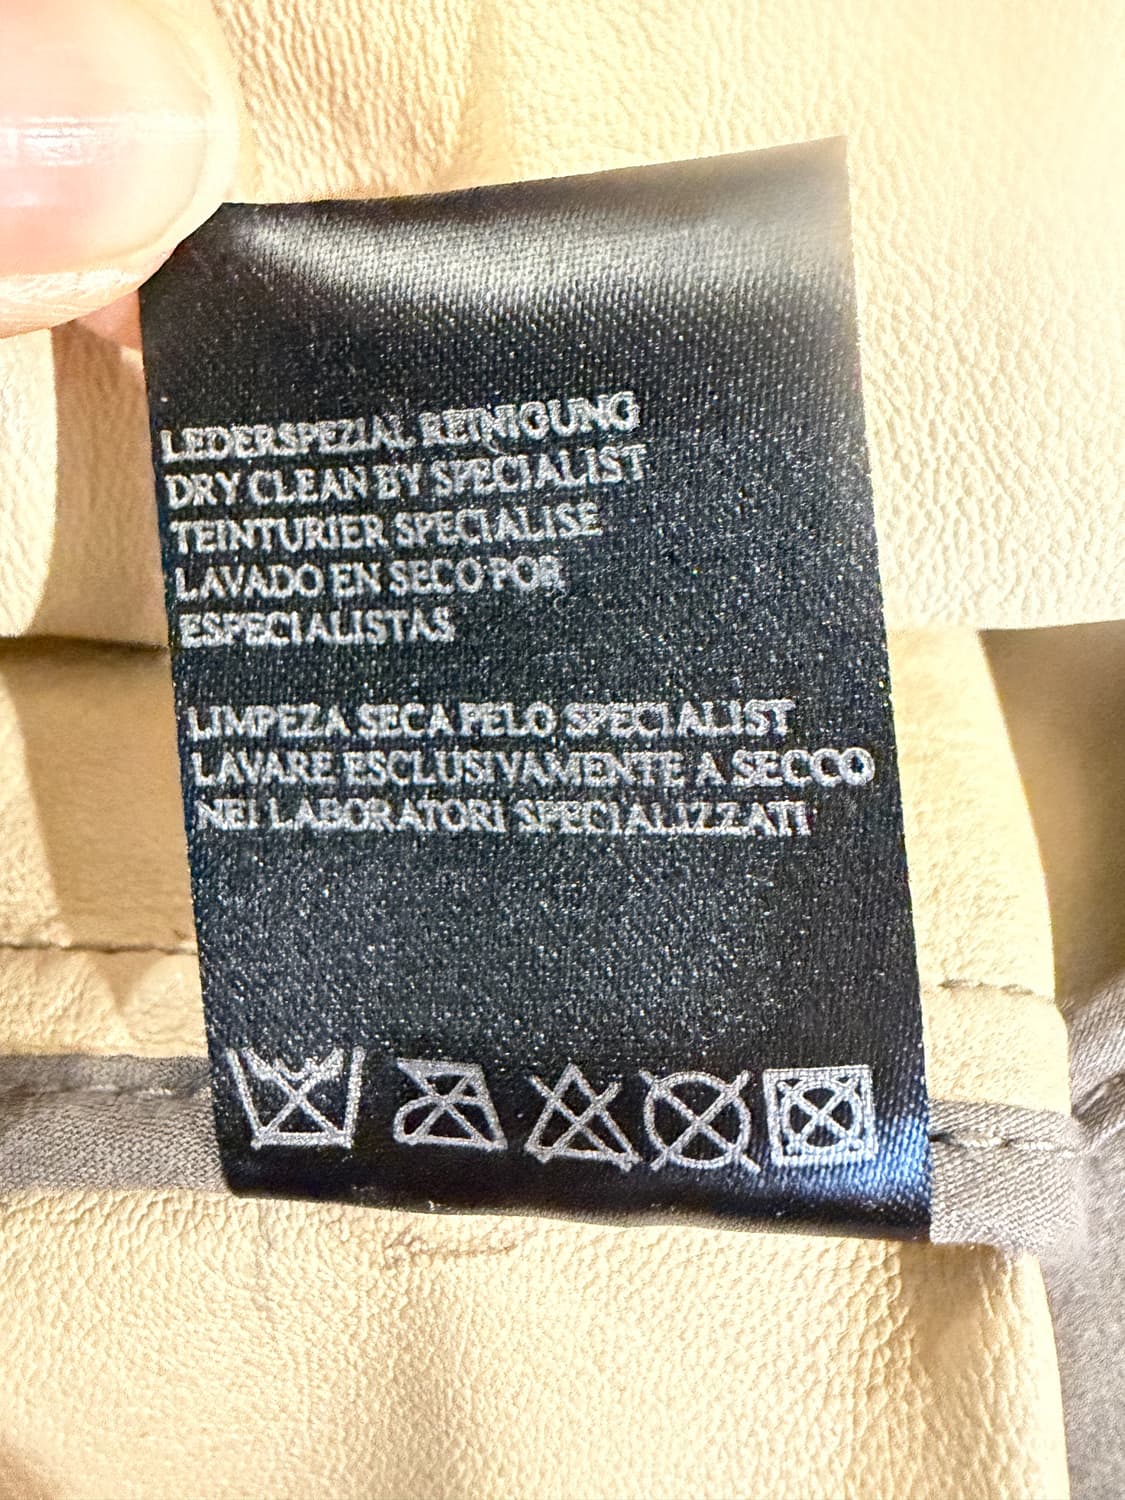 LEDERSPEZIAL REINIGUNG
DRY CLEAN BY SPECIALIST
TEINTURIER SPECIALISE
LAVADO EN SECO POR
ESPECIALISTAS
LIMPEZA SECA PELO SPECIALIST
LAVARE ESCLUSIVAMENTE A SECCO
NEI LABORATORI SPECIALIZZATI